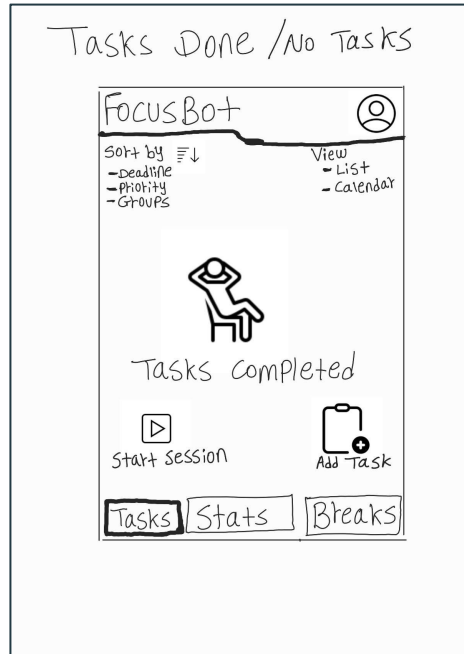 Tasks Done / No Tasks
FocusBot
Sort by
- Deadline
- Priority
- Groups
View
- List
- Calendar
Tasks completed
Start session
Add Task
Tasks
Stats
Breaks